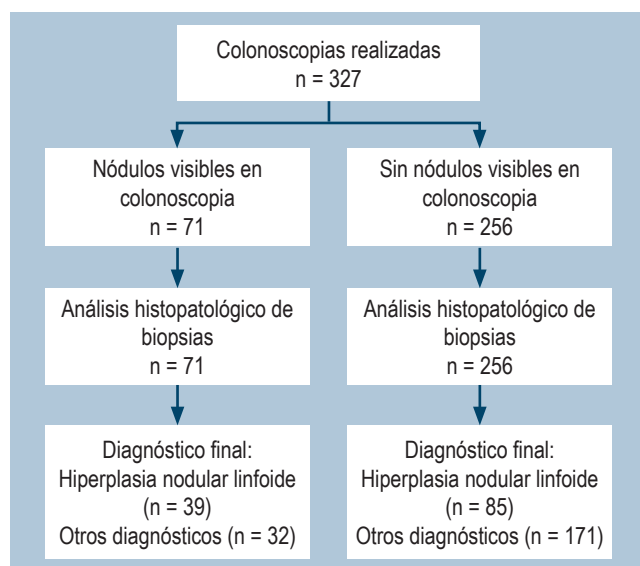 Colonoscopias realizadas
n = 327
Nódulos visibles en
colonoscopia
n = 71
Sin nódulos visibles en
colonoscopia
n = 256
Análisis histopatológico de
biopsias
n = 71
Análisis histopatológico de
biopsias
n = 256
Diagnóstico final:
Hiperplasia nodular linfoide
(n = 39)
Otros diagnósticos (n = 32)
Diagnóstico final:
Hiperplasia nodular linfoide
(n = 85)
Otros diagnósticos (n = 171)